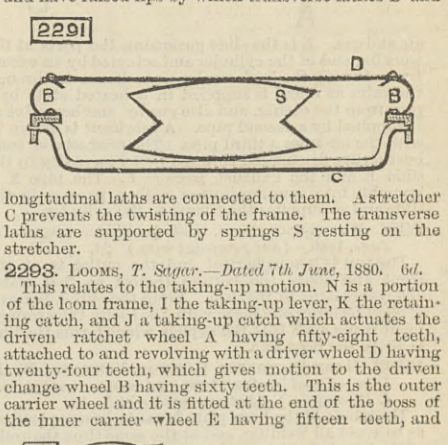 2291
D
B
S
B
C
longitudinal laths are connected to them. A stretcher
C prevents the twisting of the frame. The transverse
laths are supported by springs S resting on the
stretcher.
2293. LOOMS, T. Sagar.—Dated 7th June, 1880. 6d.
This relates to the taking-up motion. N is a portion
of the loom frame, I the taking-up lever, K the retain-
ing catch, and J a taking-up catch which actuates the
driven ratchet wheel A having fifty-eight teeth,
attached to and revolving with a driver wheel D having
twenty-four teeth, which gives motion to the driven
change wheel B having sixty teeth. This is the outer
carrier wheel and it is fitted at the end of the boss of
the inner carrier wheel E having fifteen teeth, and